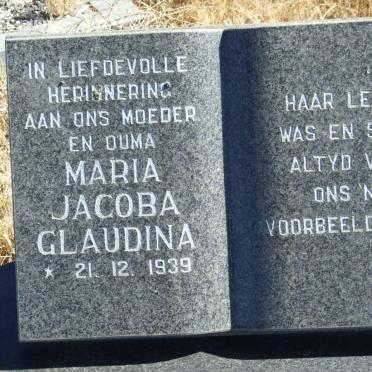 IN LIEFDEVOLLE
HERINNERING
AAN ONS MOEDER
EN OUMA
MARIA
JACOBA
GLAUDINA
* 21. 12. 1939
HAAR
WAS EN
ALTYD
ONS
VOORBEELD